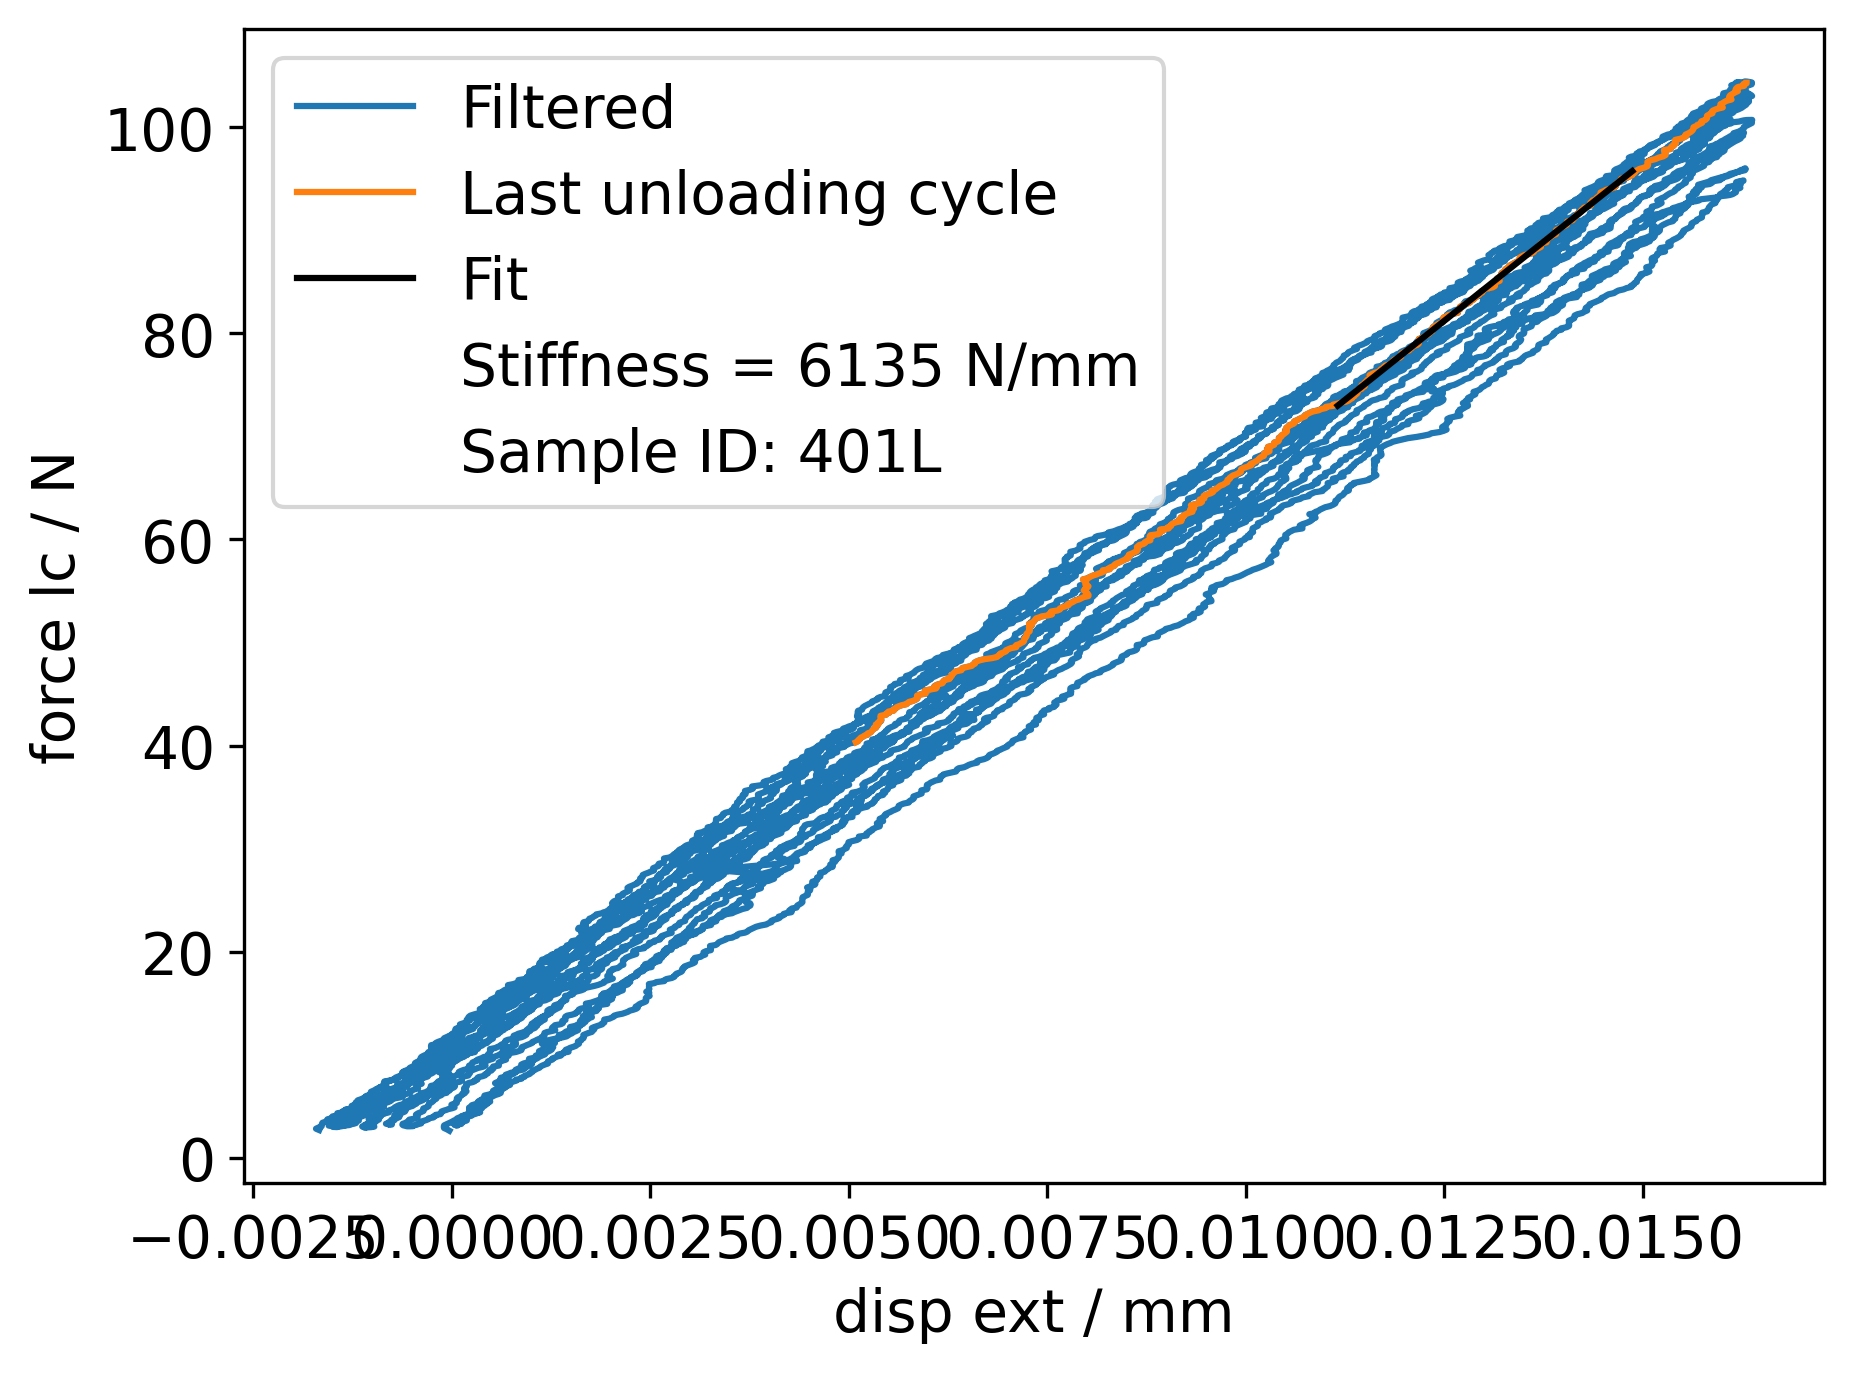 Filtered
Last unloading cycle
Fit
Stiffness = 6135 N/mm
Sample ID: 401L
force lc / N
100
80
60
40
20
0
−0.0025 0.0000 0.0025 0.0050 0.0075 0.0100 0.0125 0.0150
disp ext / mm